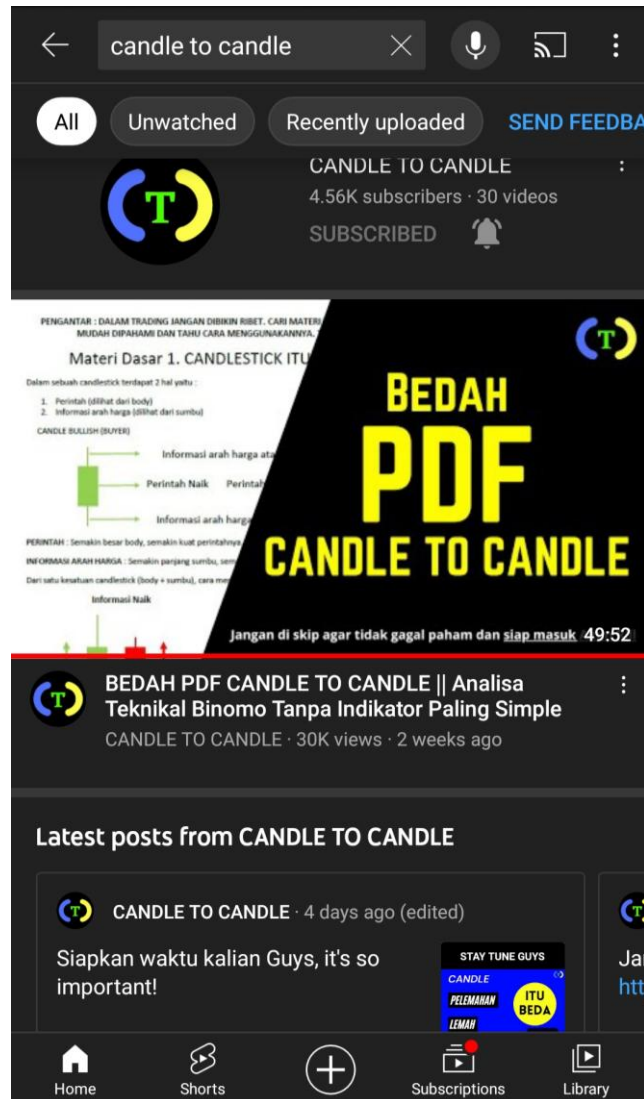 candle to candle
All
Unwatched
Recently uploaded
SEND FEEDBA
CANDLE TO CANDLE
4.56K subscribers · 30 videos
SUBSCRIBED
T
PENGANTAR : DALAM TRADING JANGAN DIBIKIN RIBET. CARI MATERI
MUDAH DIPAHAMI DAN TAHU CARA MENGGUNAKANNYA.
Materi Dasar 1. CANDLESTICK ITU
Dalam sebuah candlestick terdapat 2 hal yaitu :
1. Perintah (dilihat dari body)
2. Informasi arah harga (dilihat dari sumbu)
CANDLE BULLISH (BUYER)
Informasi arah harga ata
Perintah Naik Perintah
Informasi arah harga
PERINTAH : Semakin besar body, semakin kuat perintahnya
INFORMASI ARAH HARGA : Semakin panjang sumbu, sem
Dari satu kesatuan candlestick (body + sumbu), cara me
Informasi Naik
T
BEDAH
PDF
CANDLE TO CANDLE
Jangan di skip agar tidak gagal paham dan siap masuk
49:52
T
BEDAH PDF CANDLE TO CANDLE || Analisa
Teknikal Binomo Tanpa Indikator Paling Simple
CANDLE TO CANDLE · 30K views · 2 weeks ago
Latest posts from CANDLE TO CANDLE
T
CANDLE TO CANDLE · 4 days ago (edited)
Siapkan waktu kalian Guys, it's so
important!
STAY TUNE GUYS
CANDLE
PELEMAHAN
LEMAH
ITU
BEDA
Ja
htt
Home
Shorts
Subscriptions
Library